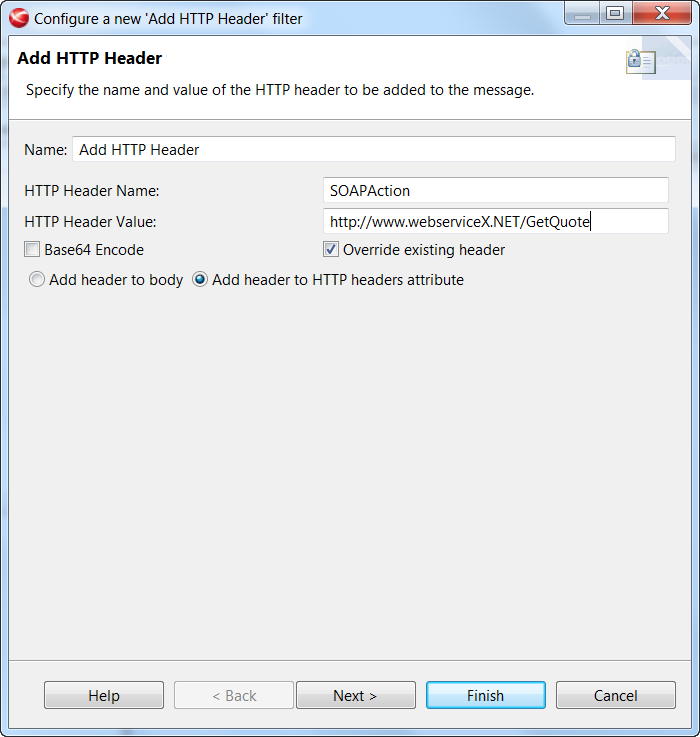 Configure a new 'Add HTTP Header' filter
Add HTTP Header
Specify the name and value of the HTTP header to be added to the message.
Name: Add HTTP Header
HTTP Header Name: SOAPAction
HTTP Header Value: http://www.webserviceX.NET/GetQuote
Base64 Encode Override existing header
Add header to body Add header to HTTP headers attribute
Help < Back Next > Finish Cancel